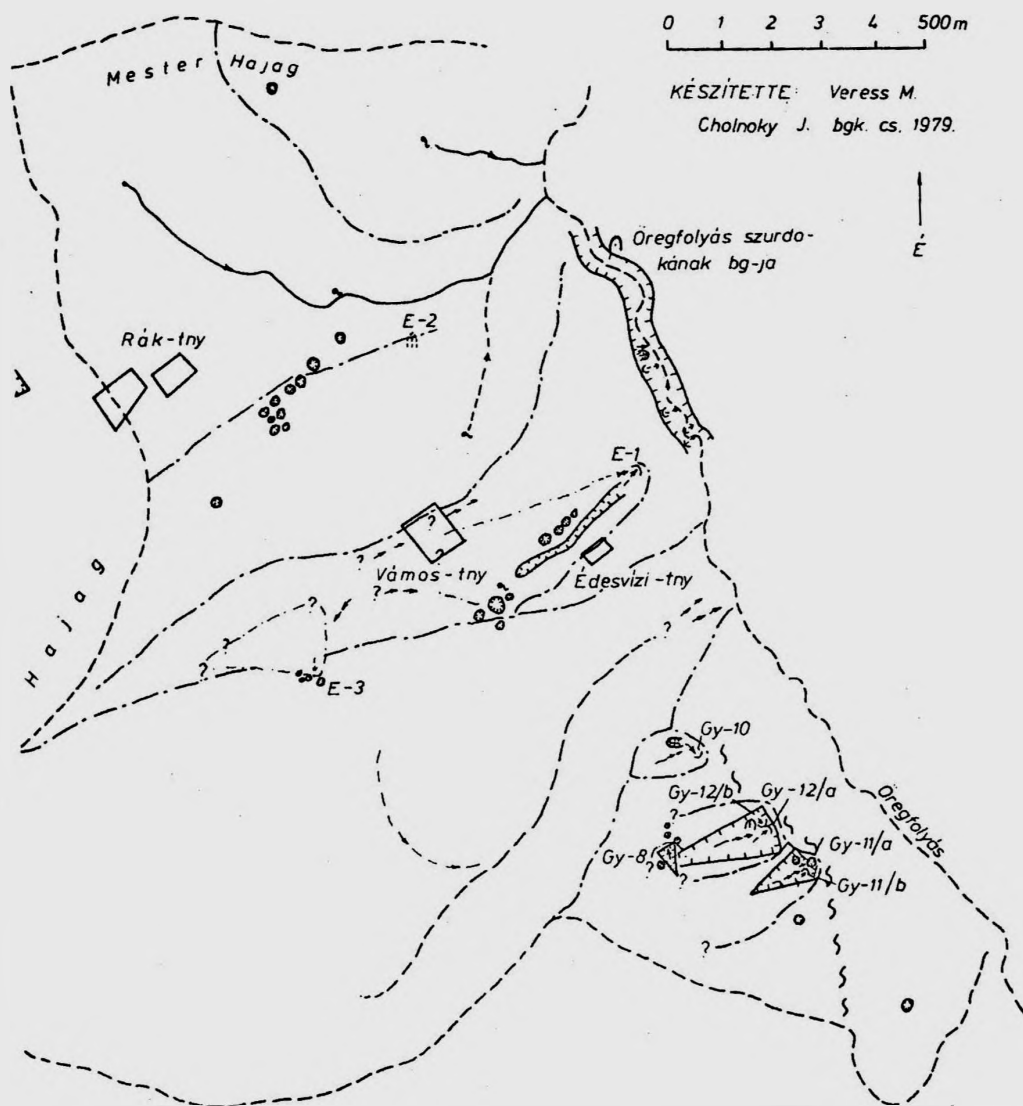 0 1 2 3 4 500m
KÉSZÍTETTE: Veress M.
Cholnoky J. bgk. cs. 1979.
É
Mester Hajag
Öregfolyás szurdo-
kának bg-ja
E-2
Rák-tny
E-1
?
?
?
Vámos-tny
?
Édesvízi-tny
Hajag
?
?
?
E-3
?
Gy-10
Gy-12/b
Gy-12/a
?
Gy-8
?
?
Gy-11/a
Gy-11/b
Öregfolyás
?